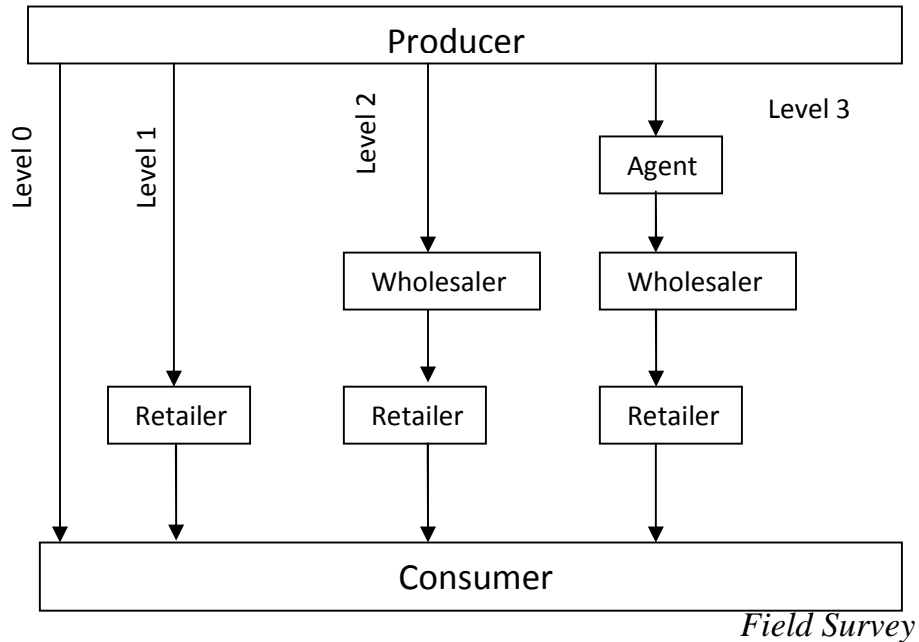 Producer
Level 0
Level 1
Level 2
Level 3
Agent
Wholesaler
Wholesaler
Retailer
Retailer
Retailer
Consumer
Field Survey